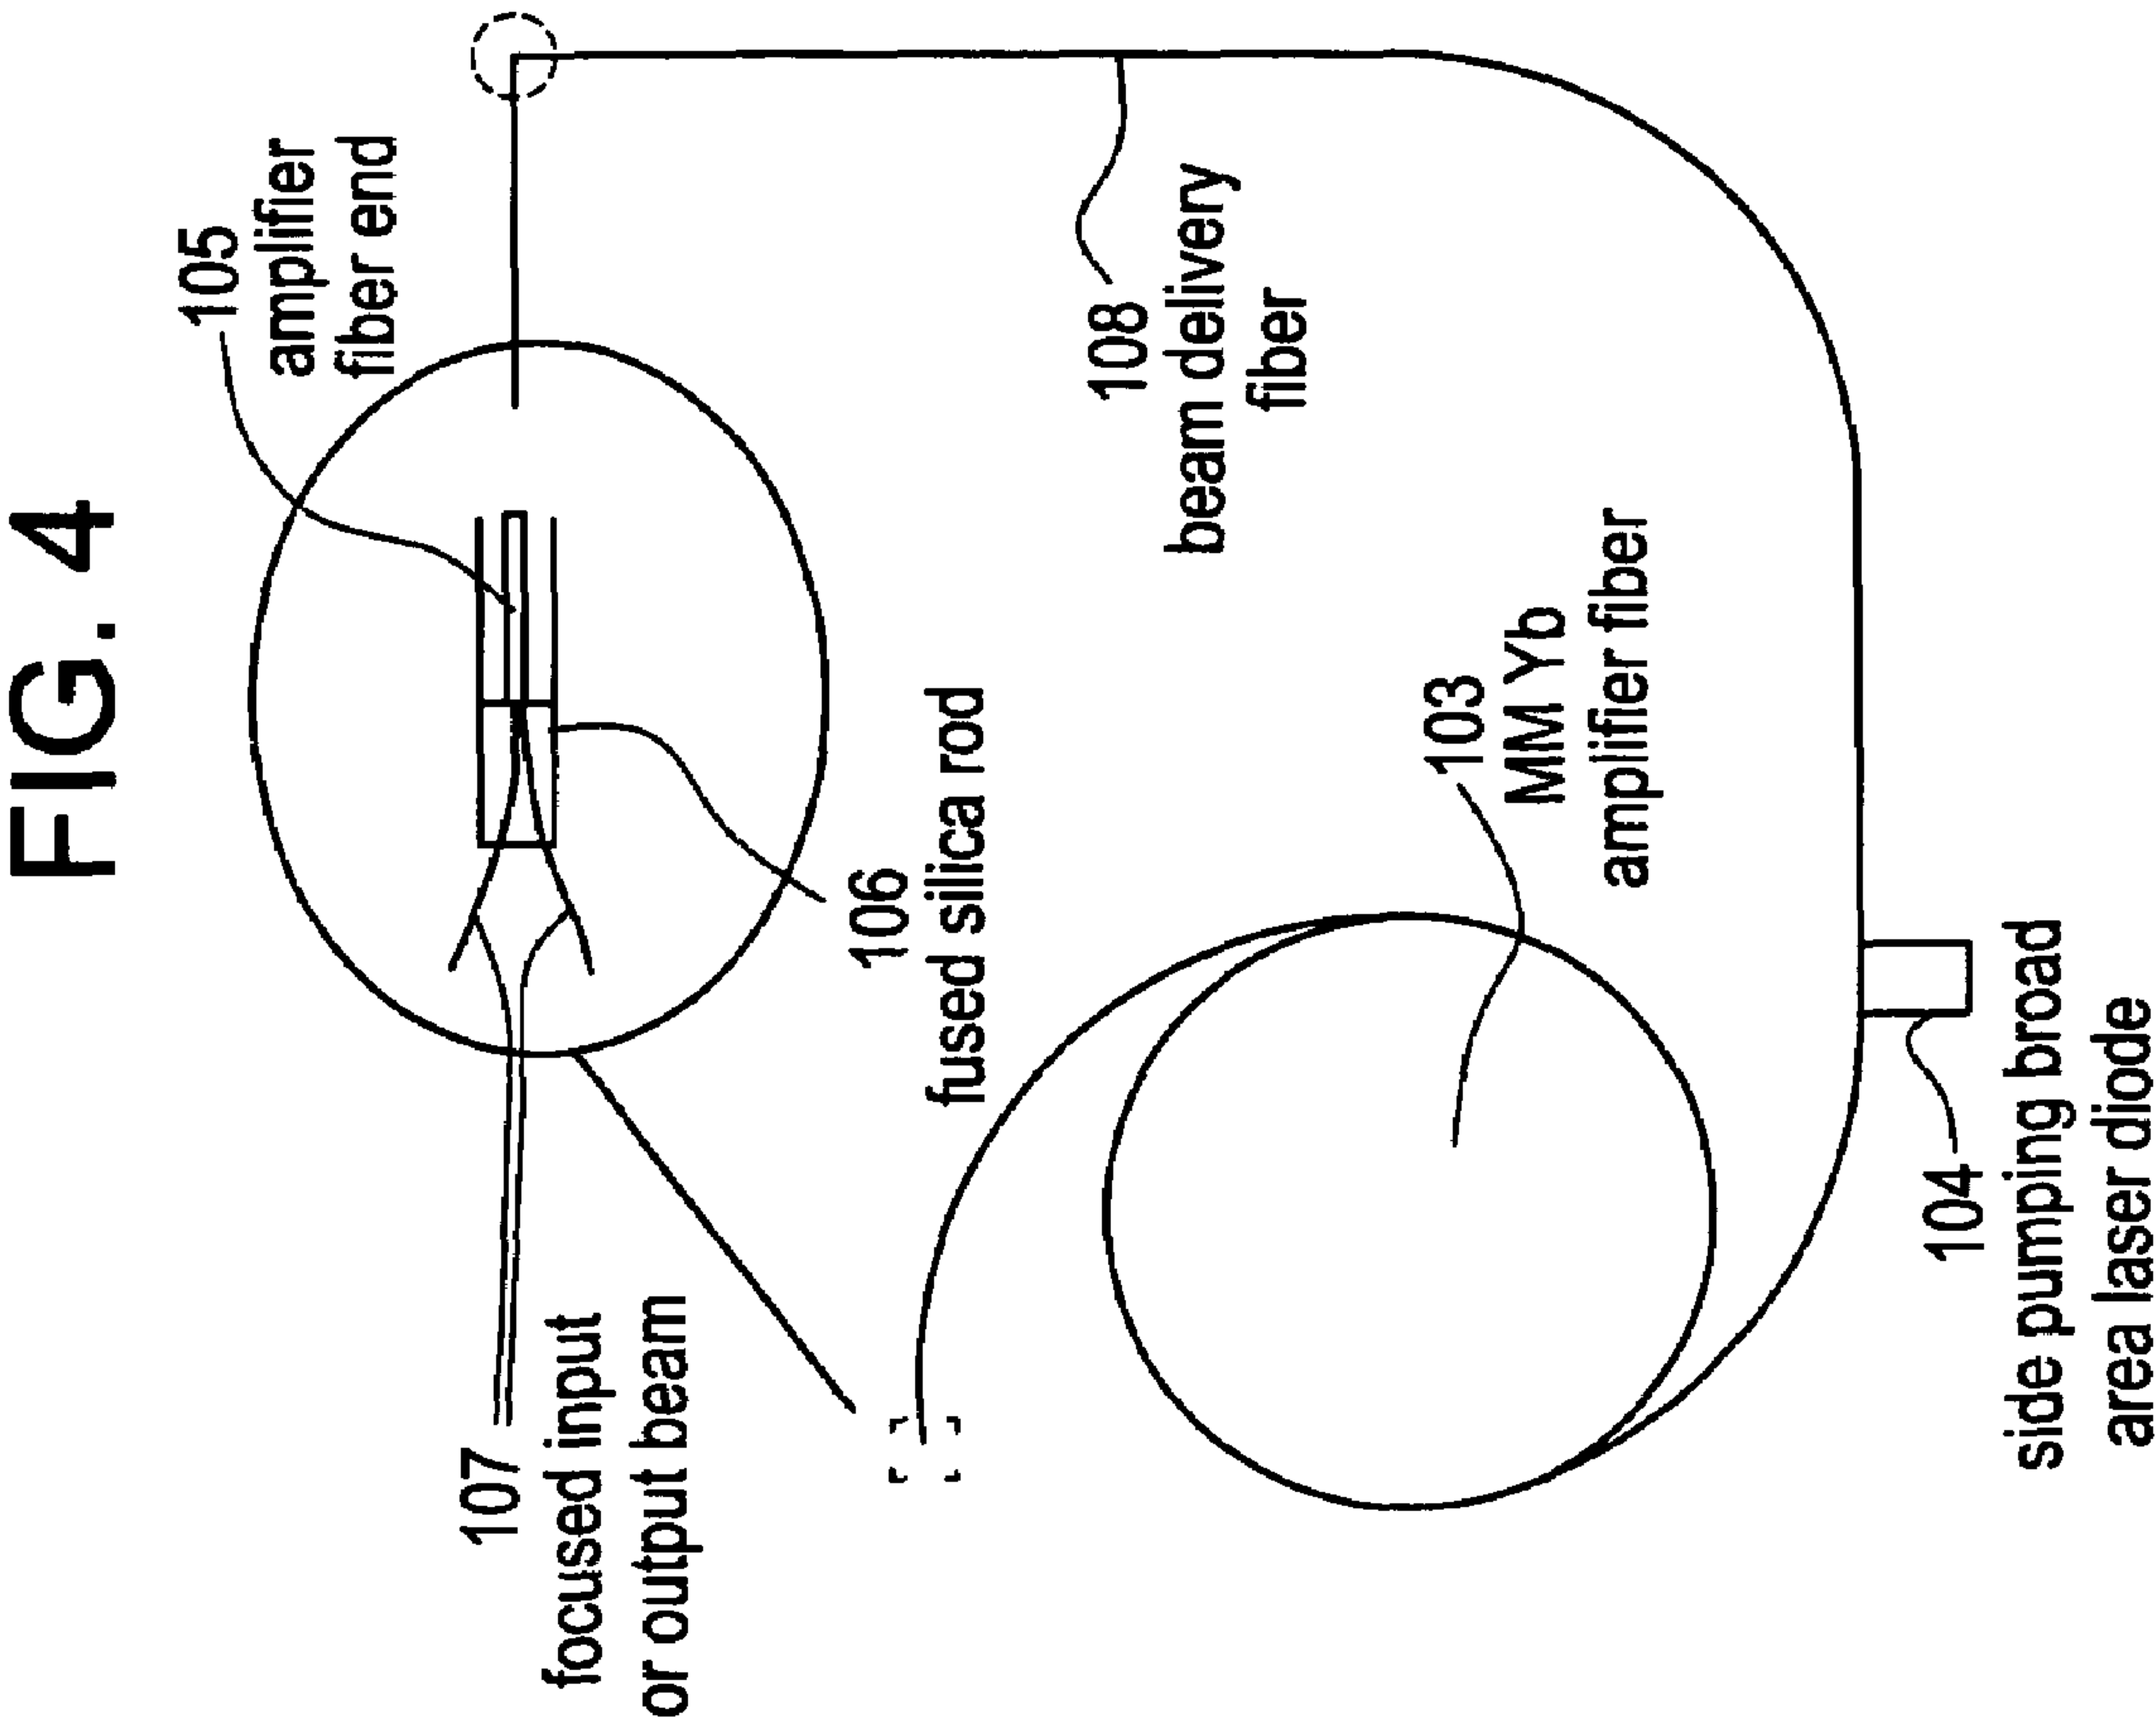 FIG. 4
105
amplifier
fiber end
107
focused input
or output beam
106
fused silica rod
108
beam delivery
fiber
103
MM Yb
amplifier fiber
104
side pumping broad
area laser diode